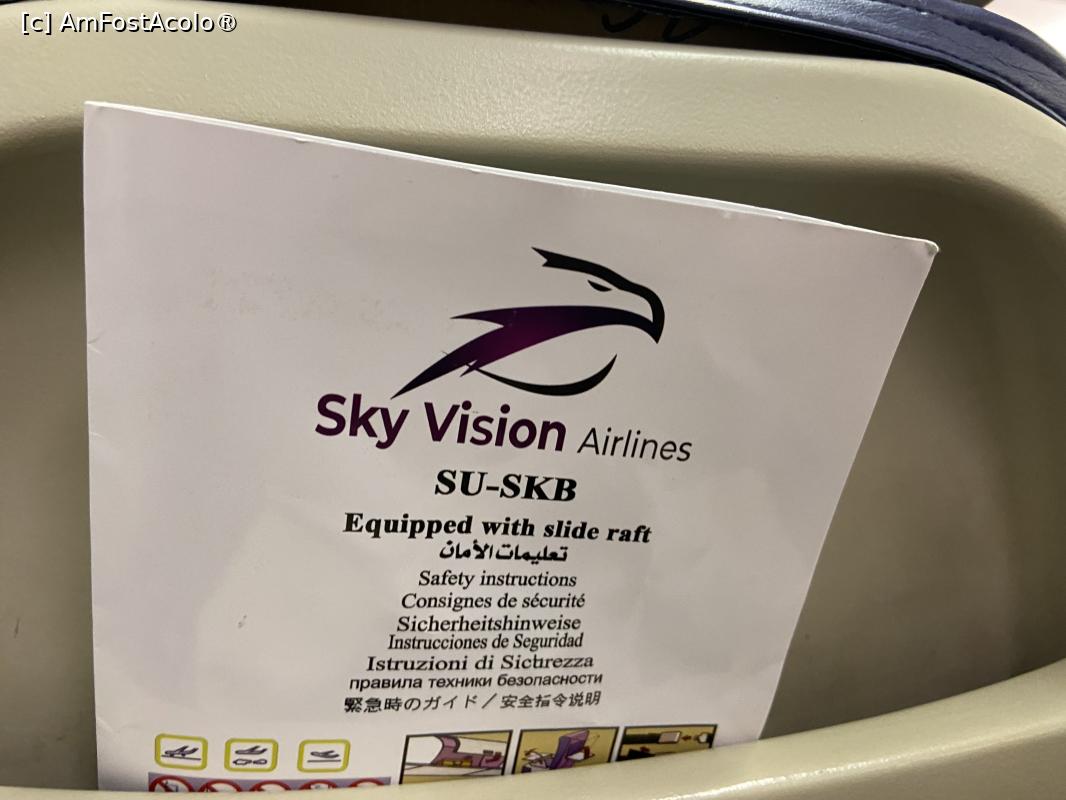 [c] AmFostAcolo®
Sky Vision Airlines
SU-SKB
Equipped with slide raft
تعليمات الأمان
Safety instructions
Consignes de sécurité
Sicherheitshinweise
Instrucciones de Seguridad
Istruzioni di Sicurezza
правила техники безопасности
緊急時のガイド / 安全指令说明